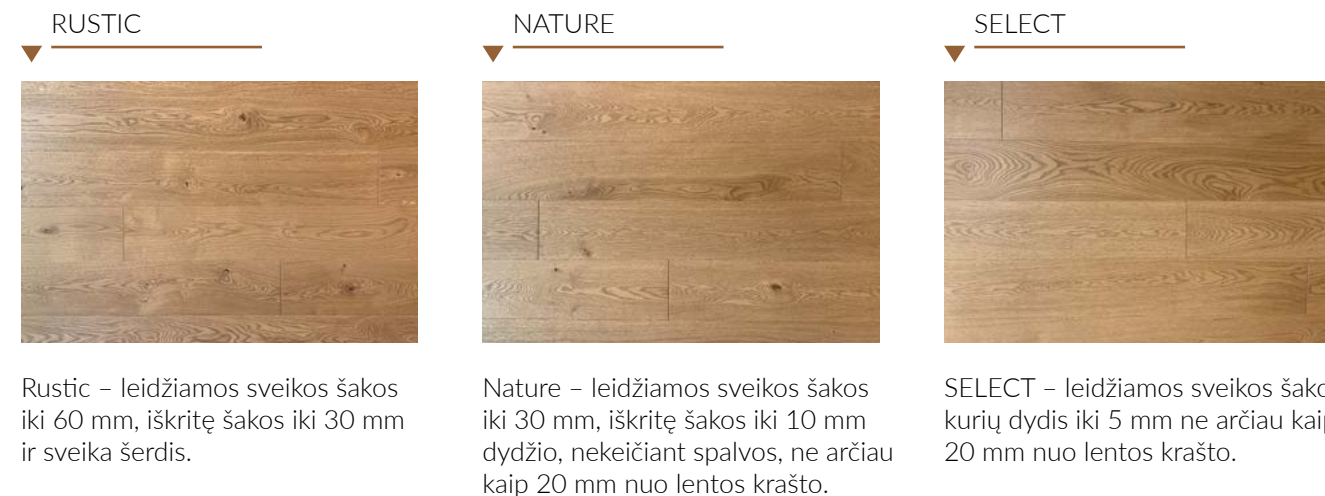 RUSTIC
Rustic – leidžiamos sveikos šakos
iki 60 mm, iškritę šakos iki 30 mm
ir sveika šerdis.
NATURE
Nature – leidžiamos sveikos šakos
iki 30 mm, iškritę šakos iki 10 mm
dydžio, nekeičiant spalvos, ne arčiau
kaip 20 mm nuo lentos krašto.
SELECT
SELECT – leidžiamos sveikos
kurių dydis iki 5 mm ne arčiau
20 mm nuo lentos krašto.